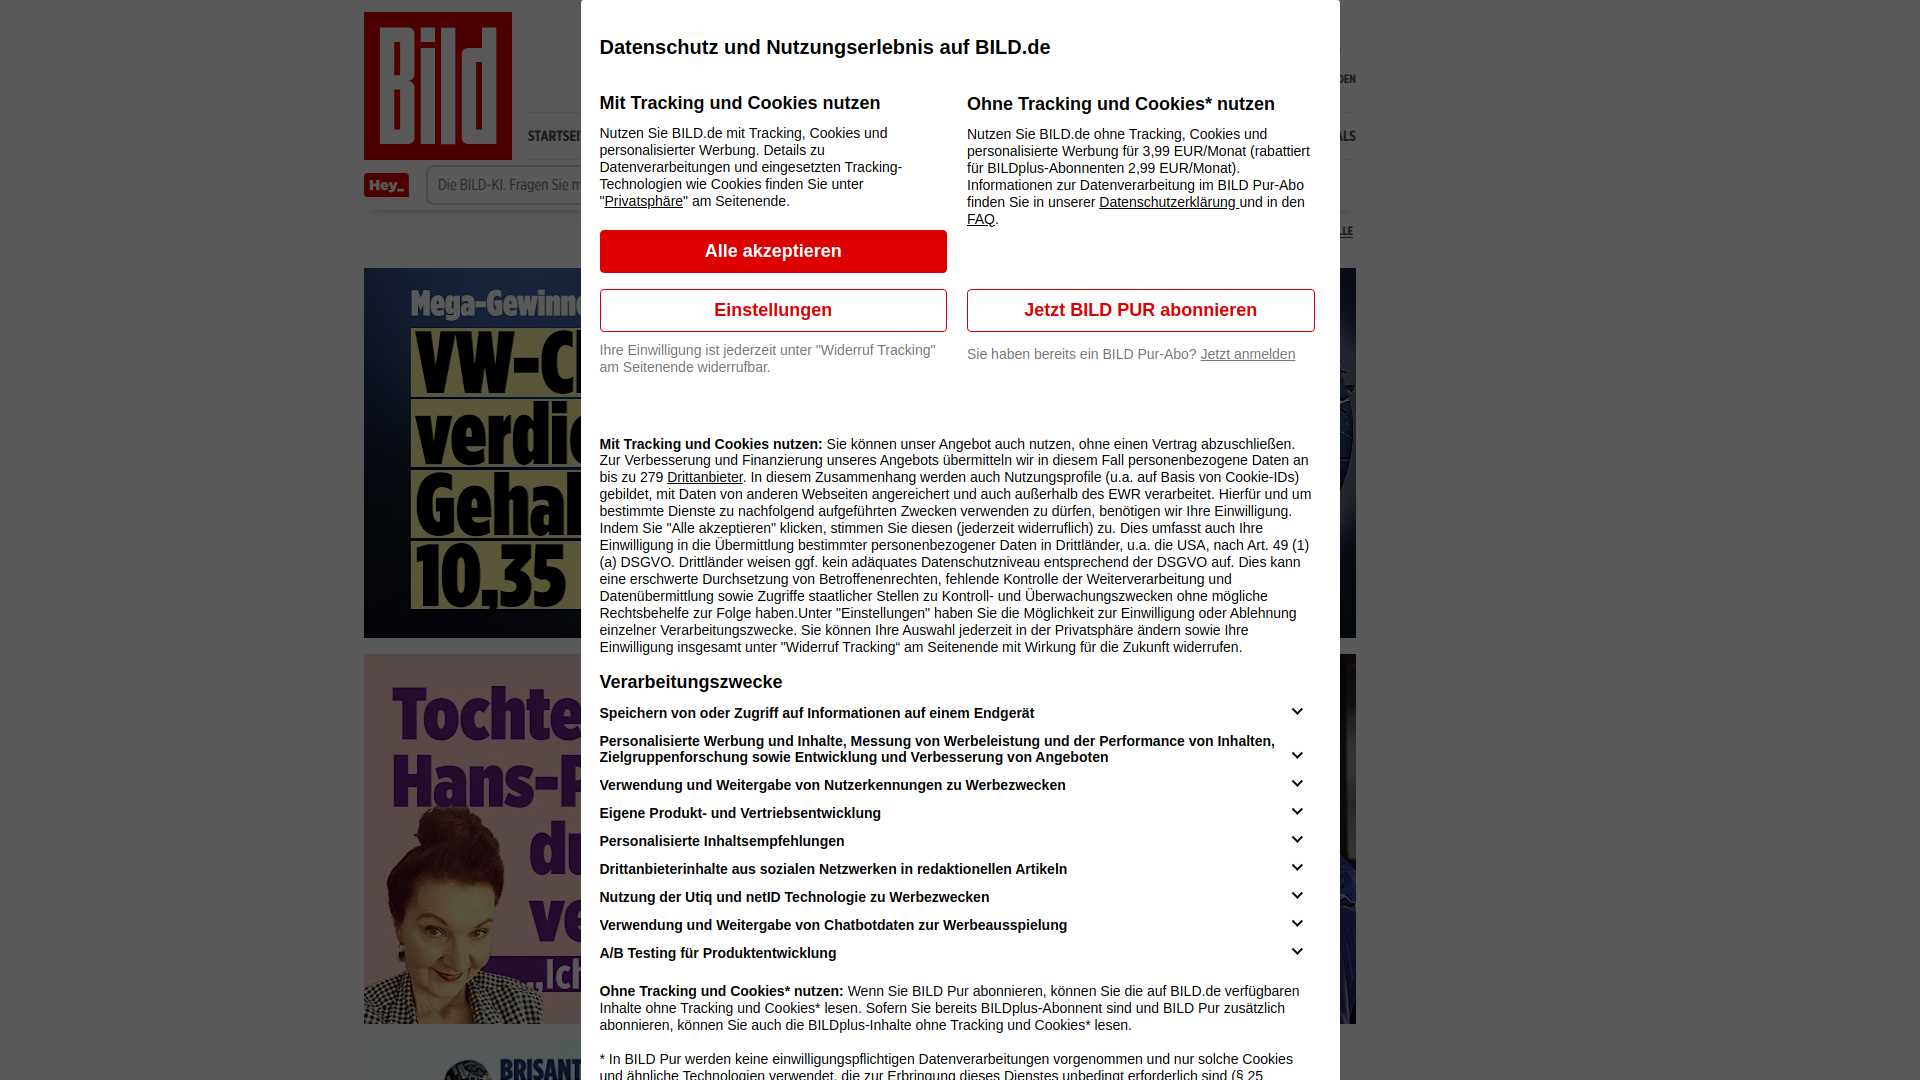 Bild
DEN
STARTSEI
ALS
Hey_
Die BILD-KI. Fragen Sie m
LLE
Mega-Gewinne
VW-C
verdie
Gehal
10,35
Tochte
Hans-P
du
ve
„Ich
BRISANT
Datenschutz und Nutzungserlebnis auf BILD.de
Mit Tracking und Cookies nutzen
Nutzen Sie BILD.de mit Tracking, Cookies und
personalisierter Werbung. Details zu
Datenverarbeitungen und eingesetzten Tracking-
Technologien wie Cookies finden Sie unter
"Privatsphäre" am Seitenende.
Alle akzeptieren
Einstellungen
Ihre Einwilligung ist jederzeit unter "Widerruf Tracking"
am Seitenende widerrufbar.
Ohne Tracking und Cookies* nutzen
Nutzen Sie BILD.de ohne Tracking, Cookies und
personalisierte Werbung für 3,99 EUR/Monat (rabattiert
für BILDplus-Abonnenten 2,99 EUR/Monat).
Informationen zur Datenverarbeitung im BILD Pur-Abo
finden Sie in unserer Datenschutzerklärung und in den
FAQ.
Jetzt BILD PUR abonnieren
Sie haben bereits ein BILD Pur-Abo? Jetzt anmelden
Mit Tracking und Cookies nutzen: Sie können unser Angebot auch nutzen, ohne einen Vertrag abzuschließen.
Zur Verbesserung und Finanzierung unseres Angebots übermitteln wir in diesem Fall personenbezogene Daten an
bis zu 279 Drittanbieter. In diesem Zusammenhang werden auch Nutzungsprofile (u.a. auf Basis von Cookie-IDs)
gebildet, mit Daten von anderen Webseiten angereichert und auch außerhalb des EWR verarbeitet. Hierfür und um
bestimmte Dienste zu nachfolgend aufgeführten Zwecken verwenden zu dürfen, benötigen wir Ihre Einwilligung.
Indem Sie "Alle akzeptieren" klicken, stimmen Sie diesen (jederzeit widerruflich) zu. Dies umfasst auch Ihre
Einwilligung in die Übermittlung bestimmter personenbezogener Daten in Drittländer, u.a. die USA, nach Art. 49 (1)
(a) DSGVO. Drittländer weisen ggf. kein adäquates Datenschutzniveau entsprechend der DSGVO auf. Dies kann
eine erschwerte Durchsetzung von Betroffenenrechten, fehlende Kontrolle der Weiterverarbeitung und
Datenübermittlung sowie Zugriffe staatlicher Stellen zu Kontroll- und Überwachungszwecken ohne mögliche
Rechtsbehelfe zur Folge haben.Unter "Einstellungen" haben Sie die Möglichkeit zur Einwilligung oder Ablehnung
einzelner Verarbeitungszwecke. Sie können Ihre Auswahl jederzeit in der Privatsphäre ändern sowie Ihre
Einwilligung insgesamt unter "Widerruf Tracking“ am Seitenende mit Wirkung für die Zukunft widerrufen.
Verarbeitungszwecke
Speichern von oder Zugriff auf Informationen auf einem Endgerät
Personalisierte Werbung und Inhalte, Messung von Werbeleistung und der Performance von Inhalten,
Zielgruppenforschung sowie Entwicklung und Verbesserung von Angeboten
Verwendung und Weitergabe von Nutzerkennungen zu Werbezwecken
Eigene Produkt- und Vertriebsentwicklung
Personalisierte Inhaltsempfehlungen
Drittanbieterinhalte aus sozialen Netzwerken in redaktionellen Artikeln
Nutzung der Utiq und netID Technologie zu Werbezwecken
Verwendung und Weitergabe von Chatbotdaten zur Werbeausspielung
A/B Testing für Produktentwicklung
Ohne Tracking und Cookies* nutzen: Wenn Sie BILD Pur abonnieren, können Sie die auf BILD.de verfügbaren
Inhalte ohne Tracking und Cookies* lesen. Sofern Sie bereits BILDplus-Abonnent sind und BILD Pur zusätzlich
abonnieren, können Sie auch die BILDplus-Inhalte ohne Tracking und Cookies* lesen.
* In BILD Pur werden keine einwilligungspflichtigen Datenverarbeitungen vorgenommen und nur solche Cookies
und ähnliche Technologien verwendet, die zur Erbringung dieses Dienstes unbedingt erforderlich sind (§ 25